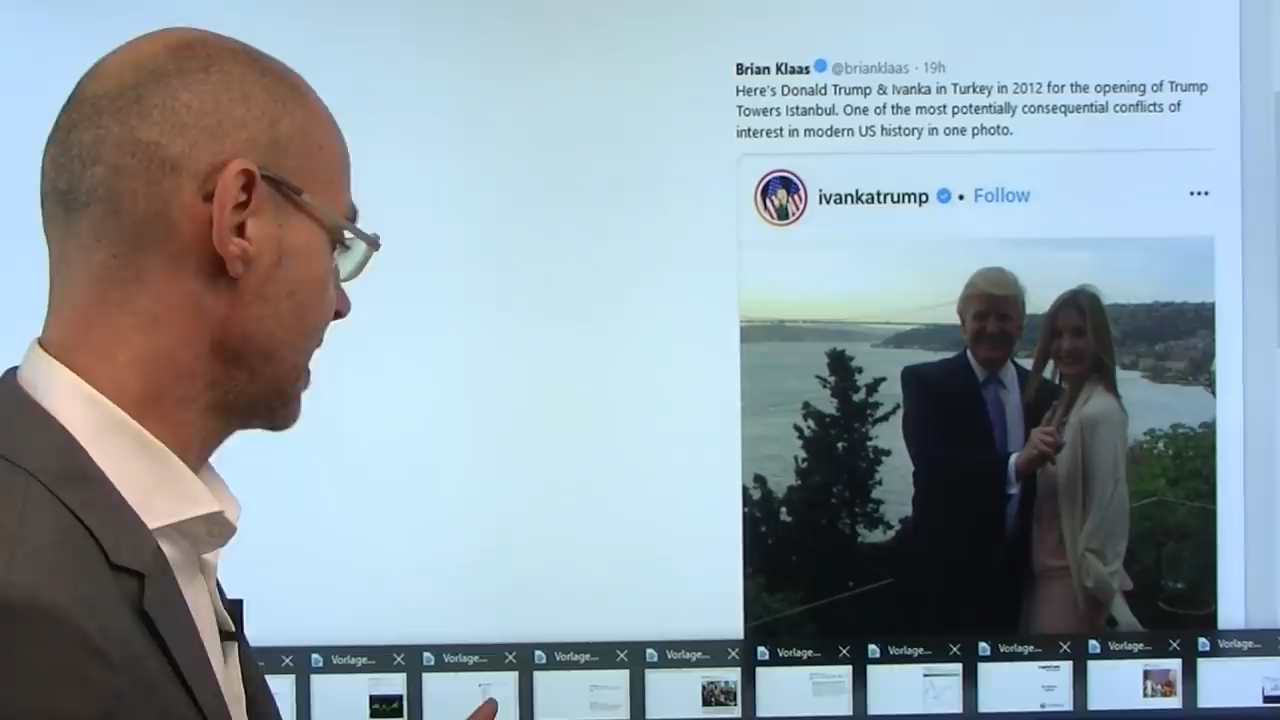 Brian Klaas @brianklaas · 19h
Here's Donald Trump & Ivanka in Turkey in 2012 for the opening of Trump
Towers Istanbul. One of the most potentially consequential conflicts of
interest in modern US history in one photo.
ivankatrump • Follow
Vorlage... Vorlage... Vorlage... Vorlage... Vorlage... Vorlage... Vorlage... Vorlage... Vorlage...